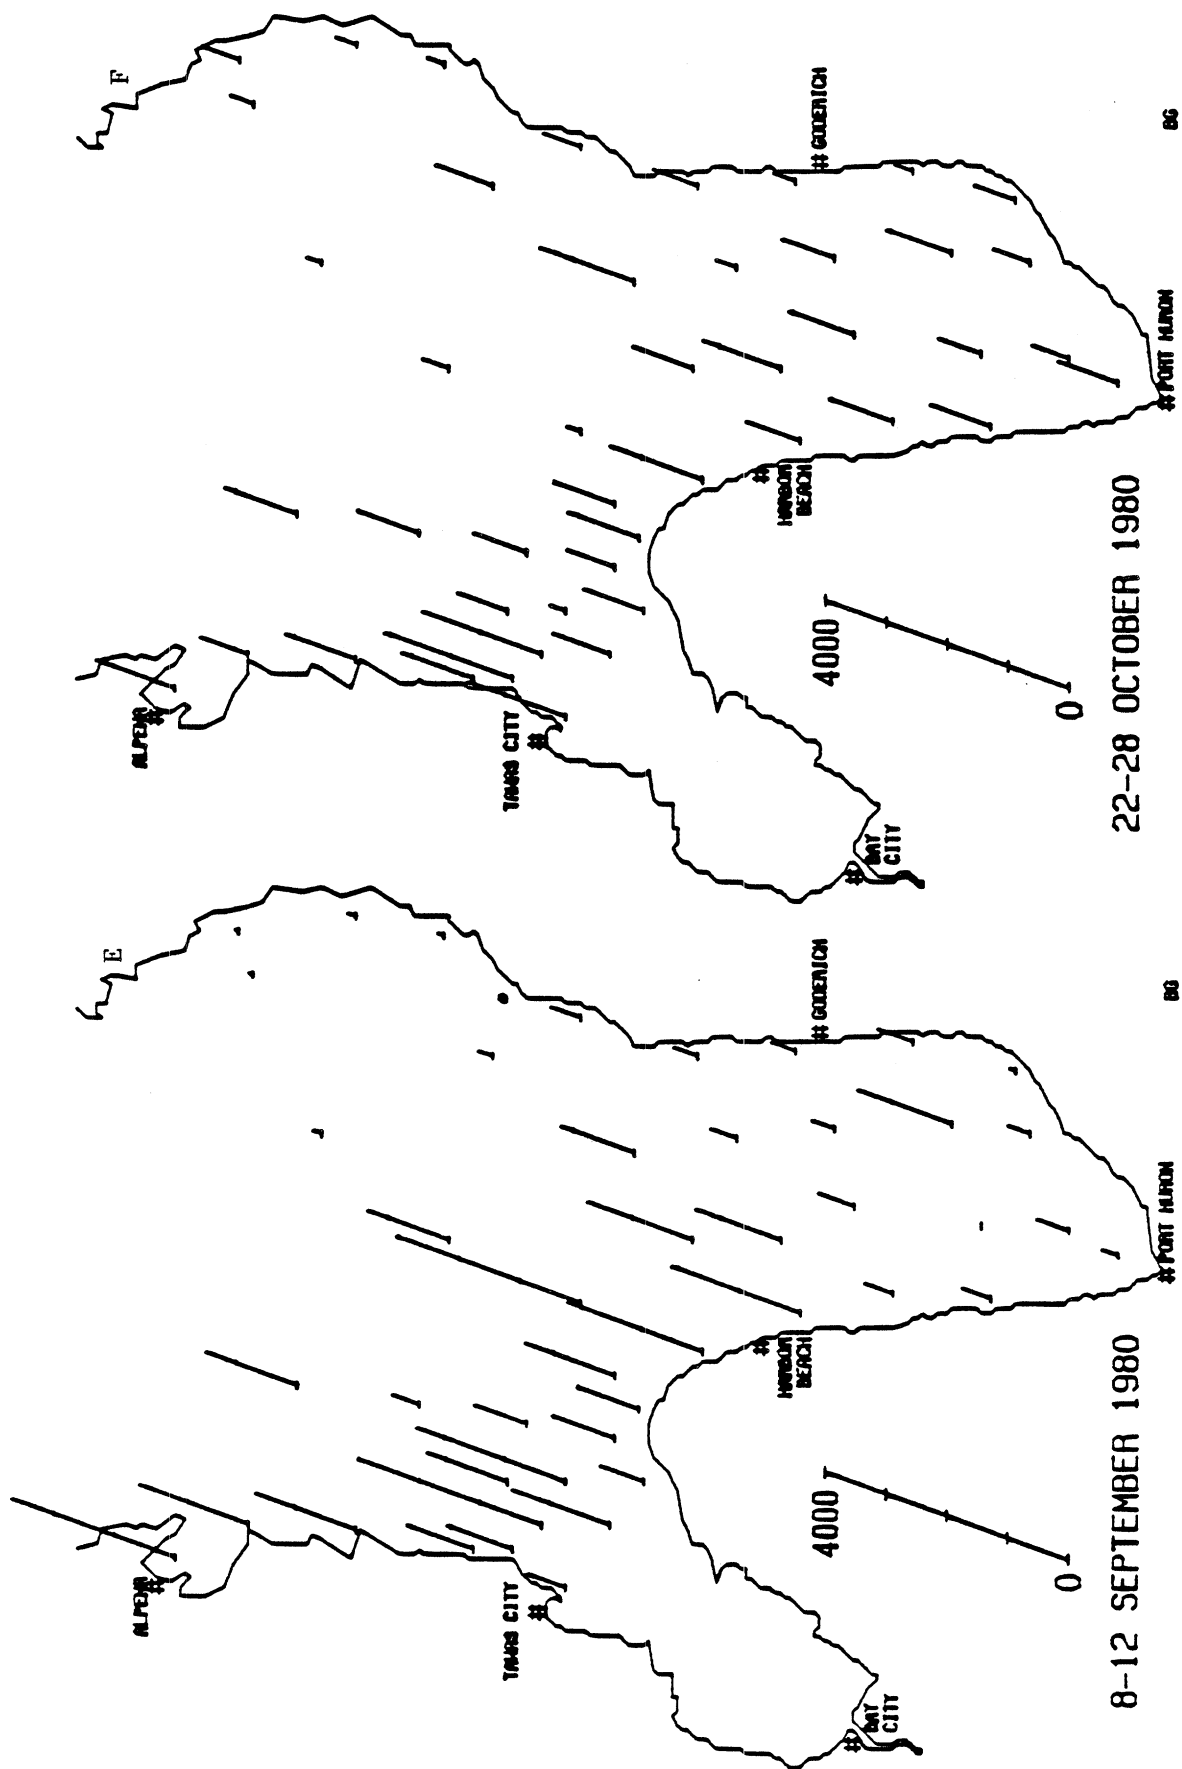 E
ALPENA
#
TAWAS CITY
#
# GODERICH
#
HARBOR
BEACH
4000
0
#
BAY
CITY
# PORT HURON
8-12 SEPTEMBER 1980
BG
F
ALPENA
#
TAWAS CITY
#
# GODERICH
#
HARBOR
BEACH
4000
0
#
BAY
CITY
# PORT HURON
22-28 OCTOBER 1980
BG